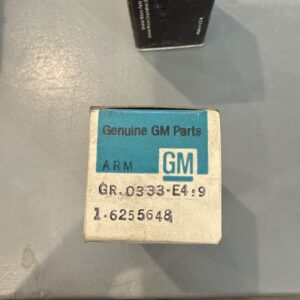 Genuine GM Parts
ARM
GM
GR.0333-E4:9
1-6255648